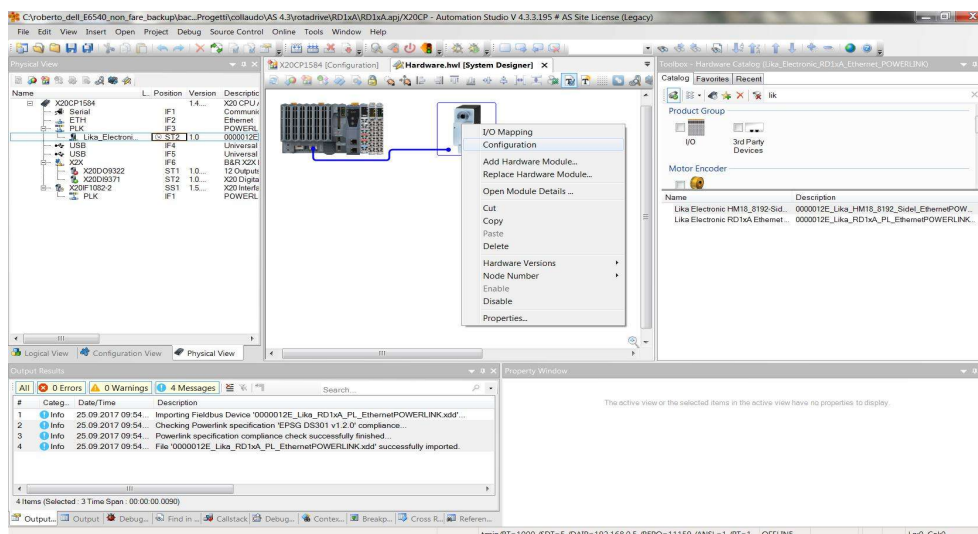 C:\roberto_dell_E6540_non_fare_backup\bac..Progetti\collaudo\AS 4.3\rotadrive\RD1xA\RD1xA.apj/X20CP - Automation Studio V 4.3.3.195 # AS Site License (Legacy)
File Edit View Insert Open Project Debug Source Control Online Tools Window Help
Physical View
X20CP1584 [Configuration] Hardware.hwl [System Designer]
Toolbox - Hardware Catalog (Lika_Electronic_RD1xA_Ethernet_POWERLINK)
Catalog Favorites Recent
Name L.. Position Version Descriptic
X20CP1584 1.4.... X20 CPU
Serial IF1 Communi
ETH IF2 Ethernet
PLK IF3 POWERL
Lika_Electroni... ST2 1.0 0000012E
USB IF4 Universal
USB IF5 Universal
X2X IF6 B&R X2X
X20DO9322 ST1 1.0.... 12 Outputs
X20DI9371 ST2 1.0.... X20 Digita
X20IF1082-2 SS1 1.5.... X20 Interfa
PLK IF1 POWERL
I/O Mapping
Configuration
Add Hardware Module...
Replace Hardware Module...
Open Module Details ...
Cut
Copy
Paste
Delete
Hardware Versions
Node Number
Enable
Disable
Properties...
lik
Product Group
I/O
3rd Party
Devices
Motor Encoder
Name Description
Lika Electronic HM18_8192-Sid... 0000012E_Lika_HM18_8192_Sidel_EthernetPOW...
Lika Electronic RD1xA Ethernet... 0000012E_Lika_RD1xA_PL_EthernetPOWERLINK...
Logical View Configuration View Physical View
Output Results
All 0 Errors 0 Warnings 4 Messages Search...
# Categ... Date/Time Description
1 Info 25.09.2017 09:54... Importing Fieldbus Device '0000012E_Lika_RD1xA_PL_EthernetPOWERLINK.xdd'...
2 Info 25.09.2017 09:54... Checking Powerlink specification 'EPSG DS301 v1.2.0' compliance...
3 Info 25.09.2017 09:54... Powerlink specification compliance check successfully finished...
4 Info 25.09.2017 09:54... File '0000012E_Lika_RD1xA_PL_EthernetPOWERLINK.xdd' successfully imported.
4 Items (Selected : 3 Time Span : 00:00:00.0090)
Output... Output Debug... Find in ... Callstack Debug... Contex... Breakp... Cross R... Referen...
Property Window
The active view or the selected items in the active view have no properties to display.